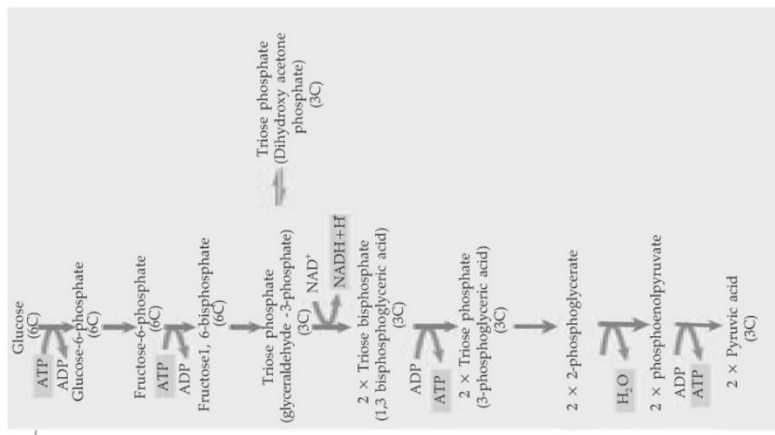 Glucose
(6C)
ATP
ADP
Glucose-6-phosphate
(6C)
Fructose-6-phosphate
(6C)
ATP
ADP
Fructose1, 6-bisphosphate
(6C)
Triose phosphate
(glyceraldehyde -3-phosphate)
(3C)
Triose phosphate
(Dihydroxy acetone
phosphate)
(3C)
NAD⁺
NADH+H⁺
2 × Triose bisphosphate
(1,3 bisphosphoglyceric acid)
(3C)
ADP
ATP
2 × Triose phosphate
(3-phosphoglyceric acid)
(3C)
2 × 2-phosphoglycerate
H₂O
2 × phosphoenolpyruvate
ADP
ATP
2 × Pyruvic acid
(3C)